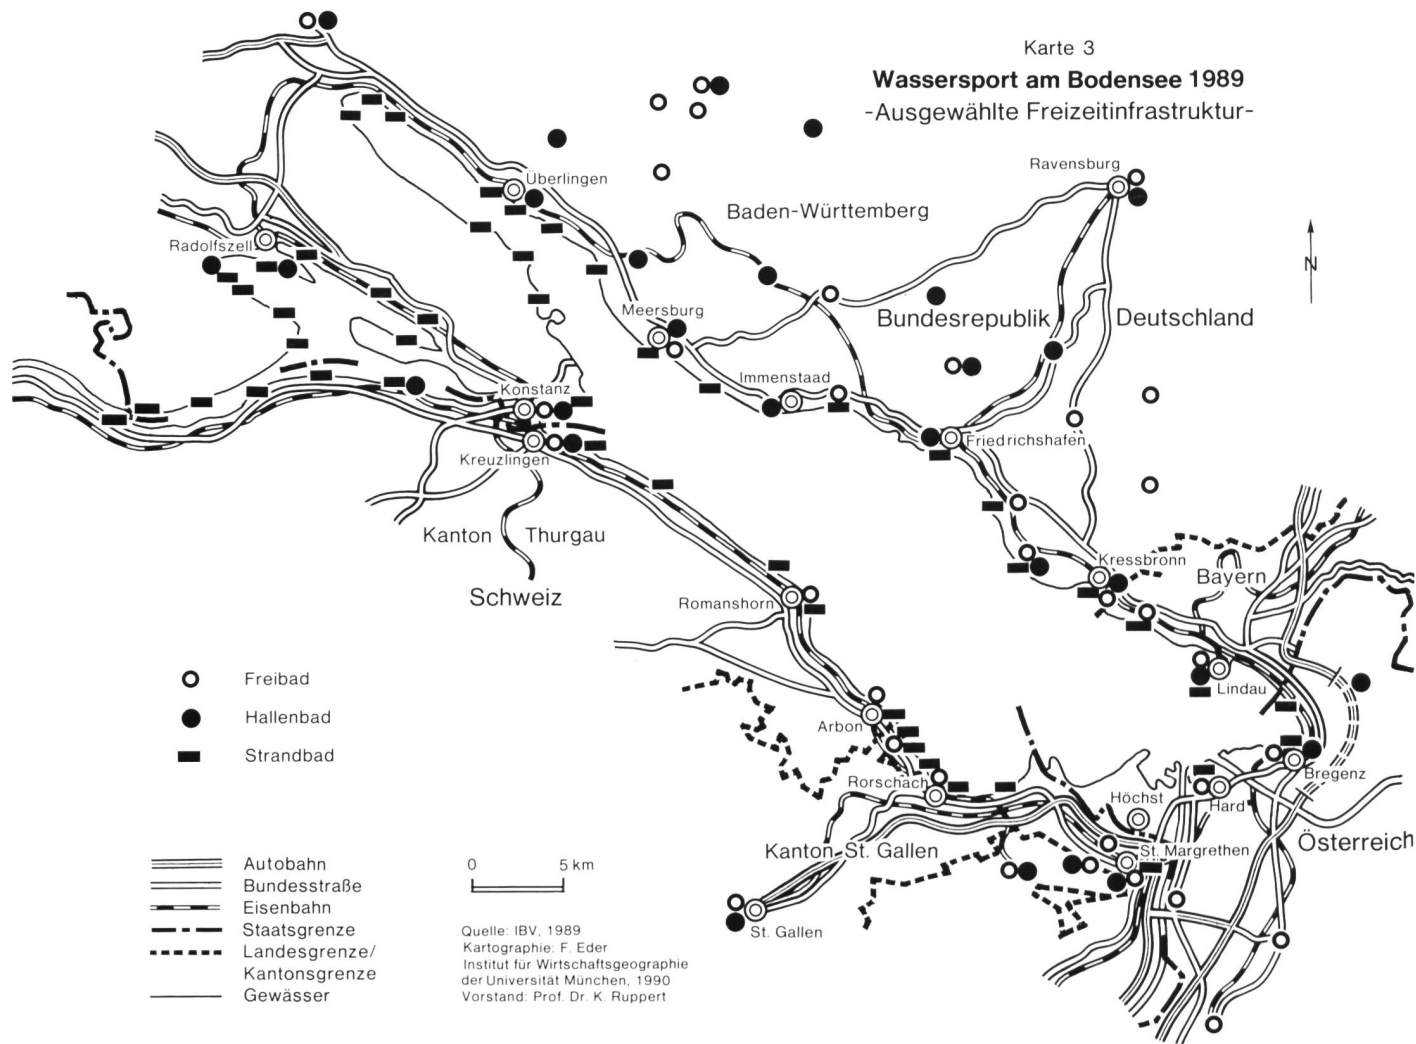 Karte 3
Wassersport am Bodensee 1989
-Ausgewählte Freizeitinfrastruktur-
Ravensburg
Überlingen
Baden-Württemberg
Radolfszell
N
Meersburg
Bundesrepublik Deutschland
Immenstaad
Konstanz
Friedrichshafen
Kreuzlingen
Kanton Thurgau
Kressbronn
Bayern
Schweiz
Romanshorn
Freibad
Lindau
Hallenbad
Arbon
Strandbad
Bregenz
Rorschach
Höchst
Hard
Österreich
Kanton St. Gallen
St. Margrethen
Autobahn
0 5 km
Bundesstraße
Eisenbahn
Staatsgrenze
Landesgrenze/
Kantonsgrenze
Gewässer
St. Gallen
Quelle: IBV, 1989
Kartographie: F. Eder
Institut für Wirtschaftsgeographie
der Universität München, 1990
Vorstand: Prof. Dr. K. Ruppert